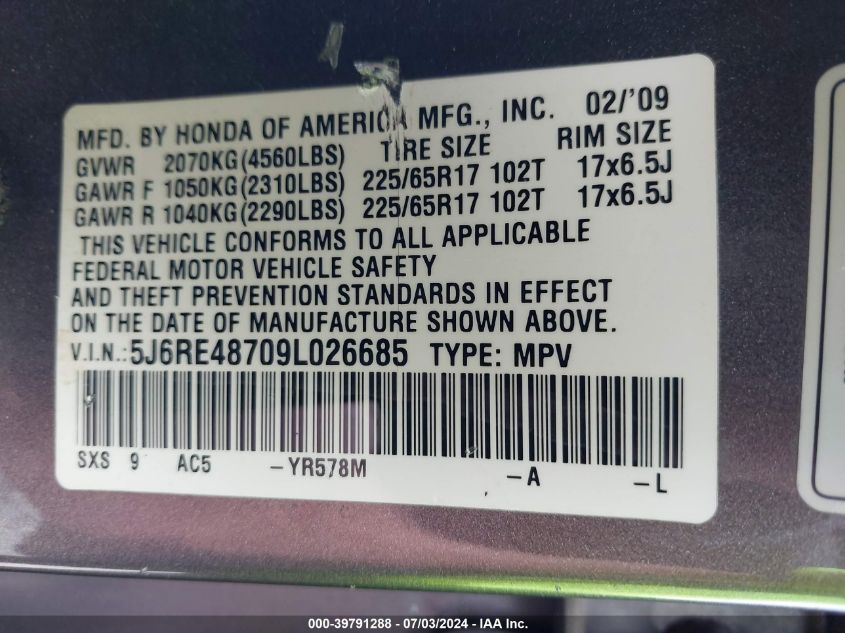 MFD. BY HONDA OF AMERICA MFG., INC. 02/'09
GVWR 2070KG(4560LBS) TIRE SIZE RIM SIZE
GAWR F 1050KG(2310LBS) 225/65R17 102T 17x6.5J
GAWR R 1040KG(2290LBS) 225/65R17 102T 17x6.5J
THIS VEHICLE CONFORMS TO ALL APPLICABLE
FEDERAL MOTOR VEHICLE SAFETY
AND THEFT PREVENTION STANDARDS IN EFFECT
ON THE DATE OF MANUFACTURE SHOWN ABOVE.
V.I.N.:5J6RE48709L026685 TYPE: MPV
SXS 9 AC5 -YR578M -A -L
000-39791288 - 07/03/2024 - IAA Inc.